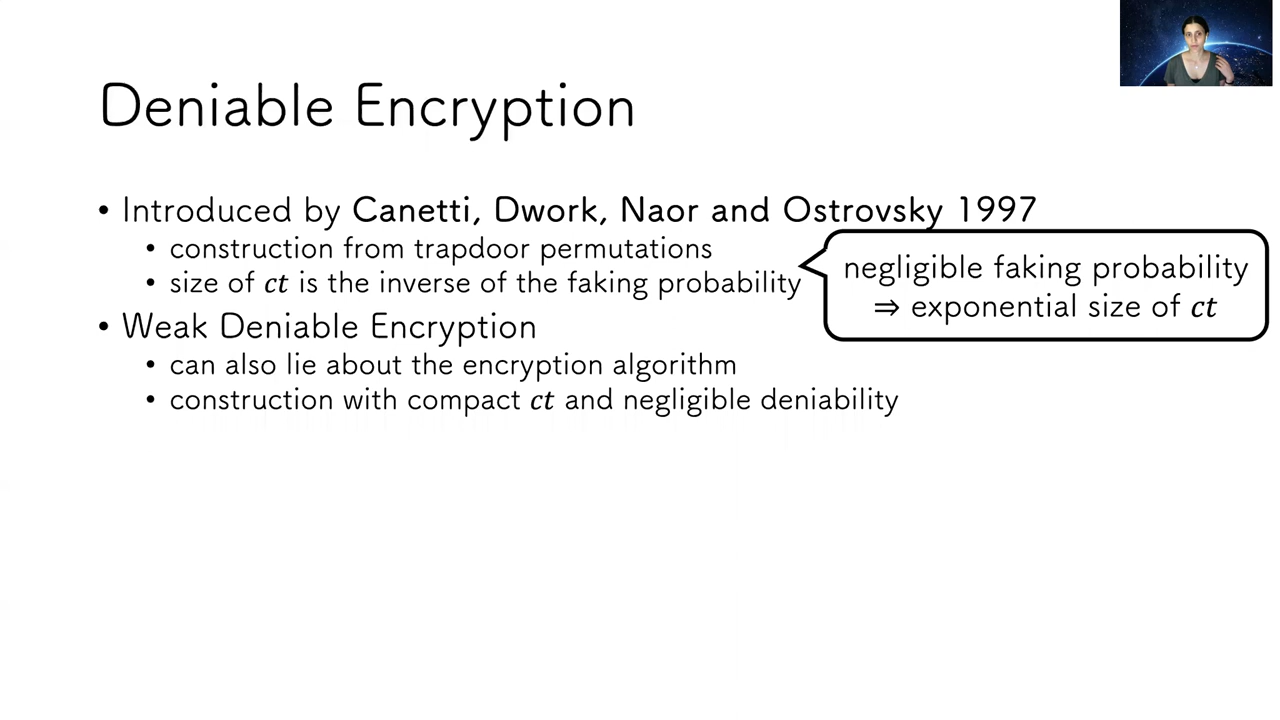 Deniable Encryption
• Introduced by Canetti, Dwork, Naor and Ostrovsky 1997
• construction from trapdoor permutations
• size of ct is the inverse of the faking probability
negligible faking probability
⇒ exponential size of ct
• Weak Deniable Encryption
• can also lie about the encryption algorithm
• construction with compact ct and negligible deniability